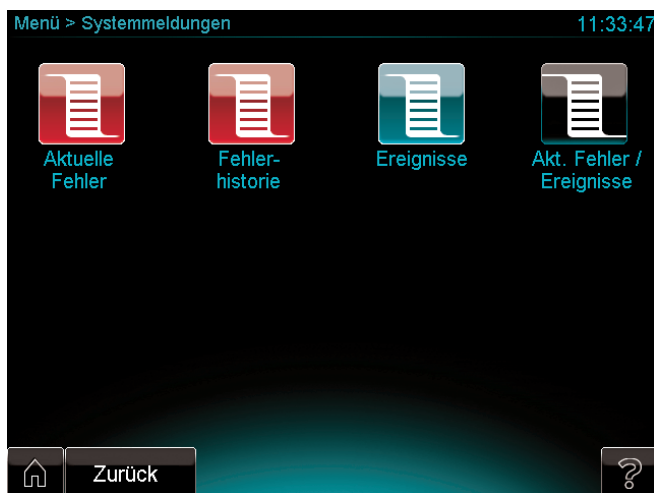 Menü > Systemmeldungen 11:33:47
Aktuelle
Fehler
Fehler-
historie
Ereignisse
Akt. Fehler /
Ereignisse
Zurück
?